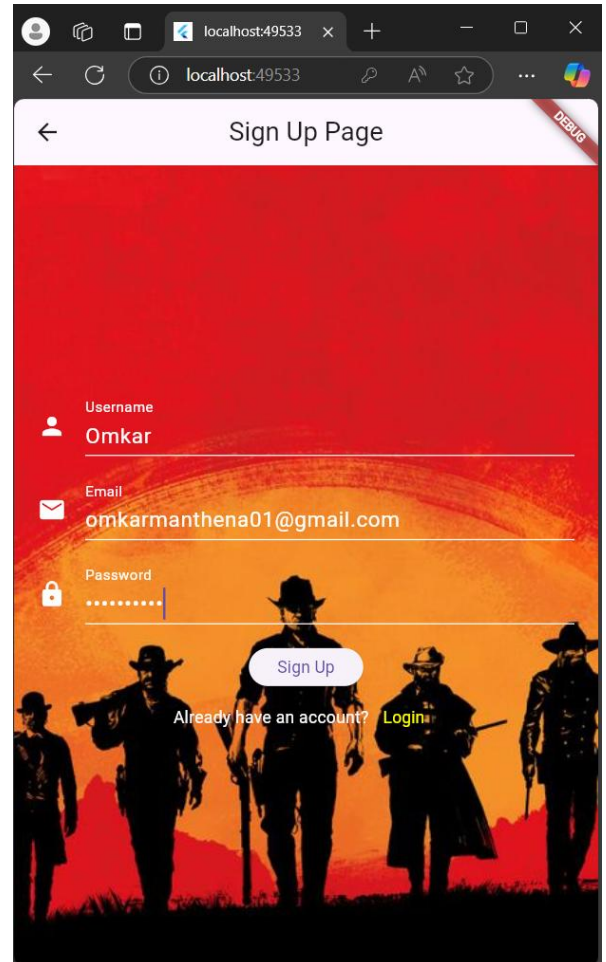 localhost:49533
localhost:49533
Sign Up Page
DEBUG
Username
Omkar
Email
omkarmanthena01@gmail.com
Password
••••••••••
Sign Up
Already have an account? Login